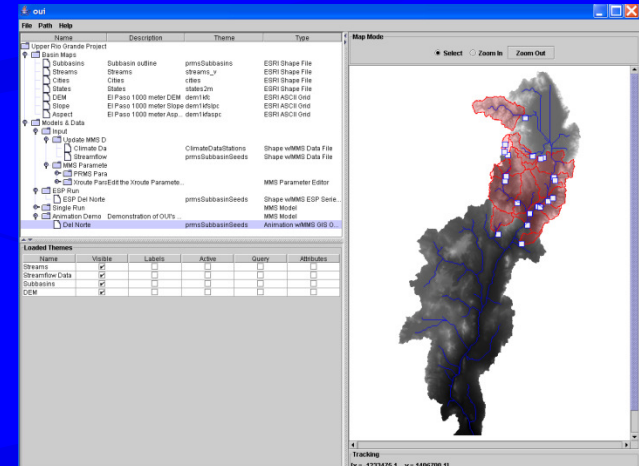 oui
File Path Help
Name Description Theme Type
Upper Rio Grande Project
Basin Maps
Subbasins Subbasin outline prmsSubbasins ESRI Shape File
Streams Streams streams_v ESRI Shape File
Cities Cities cities ESRI Shape File
States States states2m ESRI Shape File
DEM El Paso 1000 meter DEM dem1kfc ESRI ASCII Grid
Slope El Paso 1000 meter Slope dem1kfslpc ESRI ASCII Grid
Aspect El Paso 1000 meter Asp... dem1kfaspc ESRI ASCII Grid
Models & Data
Input
Update MMS D
Climate Da ClimateDataStations Shape w/MMS Data File
Streamflow prmsSubbasinSeeds Shape w/MMS Data File
MMS Paramete
PRMS Para
Xroute Para Edit the Xroute Paramete... MMS Parameter Editor
ESP Run
ESP Del Norte prmsSubbasinSeeds Shape w/MMS ESP Serie...
Single Run MMS Model
Animation Demo Demonstration of OUI's ... MMS Model
Del Norte prmsSubbasinSeeds Animation w/MMS GIS O...
Loaded Themes
Name Visible Labels Active Query Attributes
Streams
Streamflow Data
Subbasins
DEM
Map Mode
Select Zoom In Zoom Out
Tracking